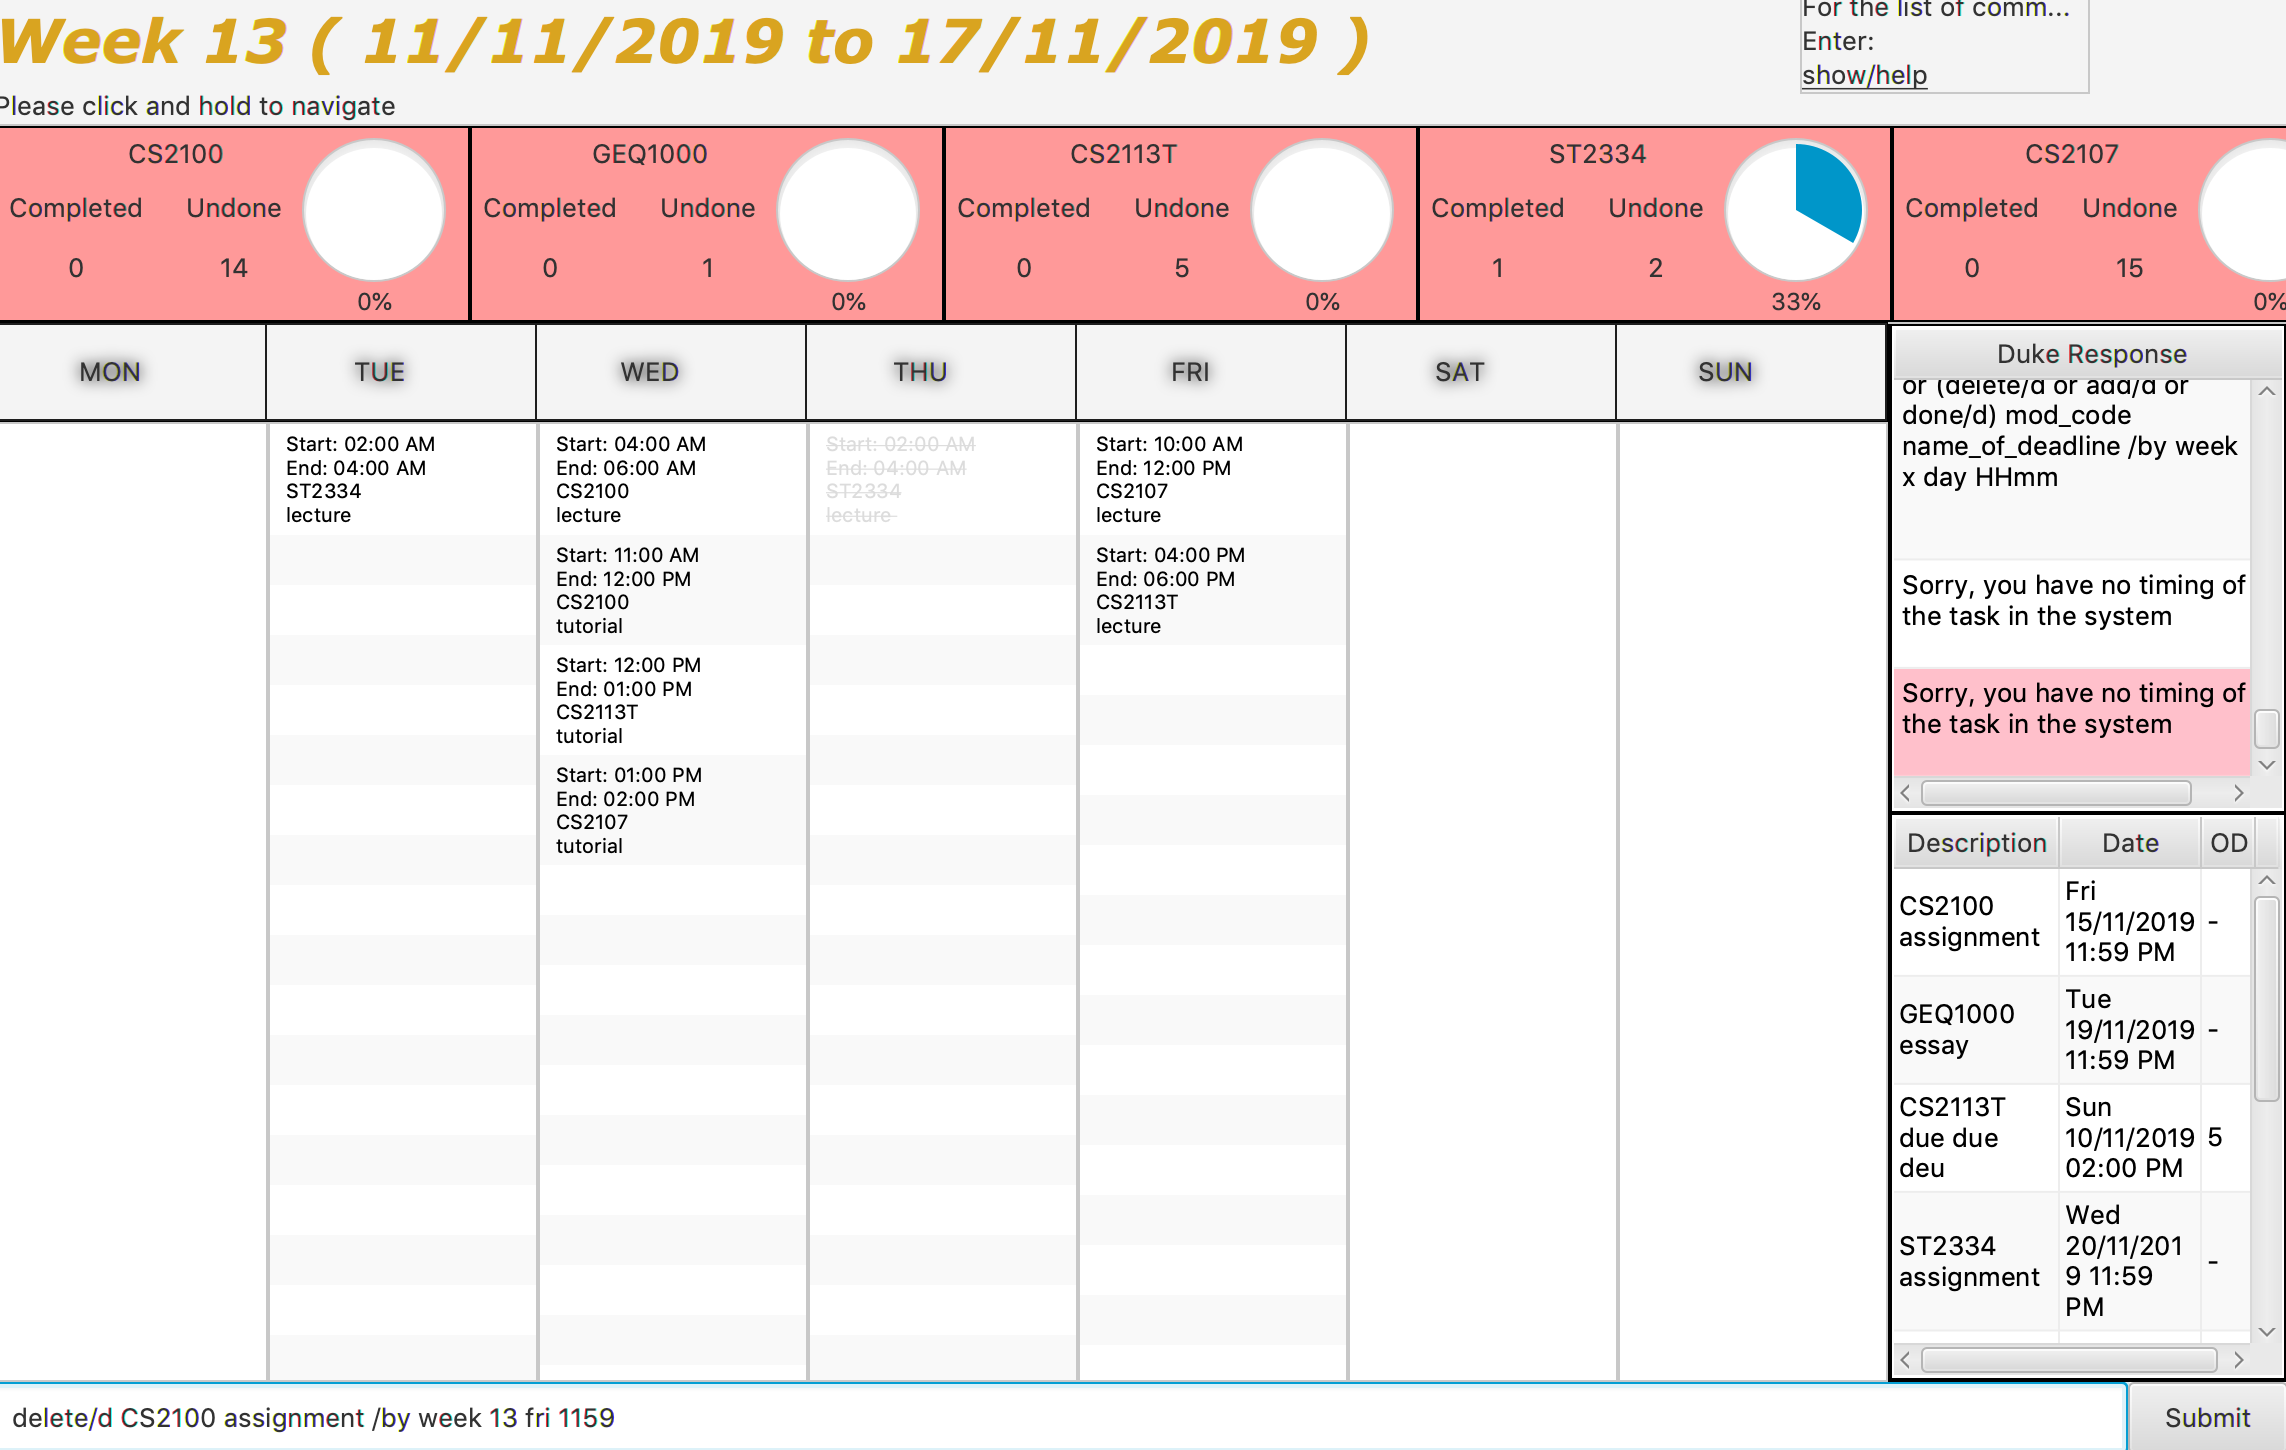 Week 13 ( 11/11/2019 to 17/11/2019 )
For the list of comm...
Enter:
show/help
Please click and hold to navigate
CS2100
Completed Undone
0 14
0%
GEQ1000
Completed Undone
0 1
0%
CS2113T
Completed Undone
0 5
0%
ST2334
Completed Undone
1 2
33%
CS2107
Completed Undone
0 15
0%
MON TUE WED THU FRI SAT SUN
Start: 02:00 AM
End: 04:00 AM
ST2334
lecture
Start: 04:00 AM
End: 06:00 AM
CS2100
lecture
Start: 11:00 AM
End: 12:00 PM
CS2100
tutorial
Start: 12:00 PM
End: 01:00 PM
CS2113T
tutorial
Start: 01:00 PM
End: 02:00 PM
CS2107
tutorial
Start: 02:00 AM
End: 04:00 AM
ST2334
lecture
Start: 10:00 AM
End: 12:00 PM
CS2107
lecture
Start: 04:00 PM
End: 06:00 PM
CS2113T
lecture
Duke Response
or (delete/d or add/d or
done/d) mod_code
name_of_deadline /by week
x day HHmm
Sorry, you have no timing of
the task in the system
Sorry, you have no timing of
the task in the system
Description Date OD
CS2100
assignment
Fri
15/11/2019
11:59 PM
-
GEQ1000
essay
Tue
19/11/2019
11:59 PM
-
CS2113T
due due
deu
Sun
10/11/2019
02:00 PM
5
ST2334
assignment
Wed
20/11/201
9 11:59
PM
-
delete/d CS2100 assignment /by week 13 fri 1159
Submit